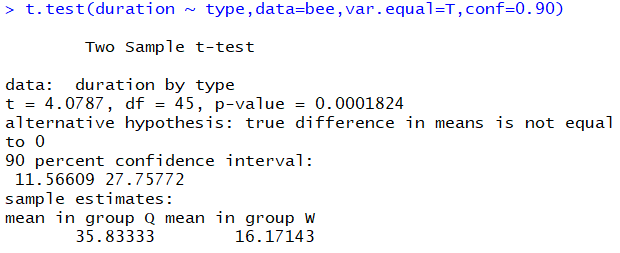 > t.test(duration ~ type,data=bee,var.equal=T,conf=0.90)
Two Sample t-test
data:  duration by type
t = 4.0787, df = 45, p-value = 0.0001824
alternative hypothesis: true difference in means is not equal
to 0
90 percent confidence interval:
11.56609 27.75772
sample estimates:
mean in group Q mean in group W
35.83333        16.17143